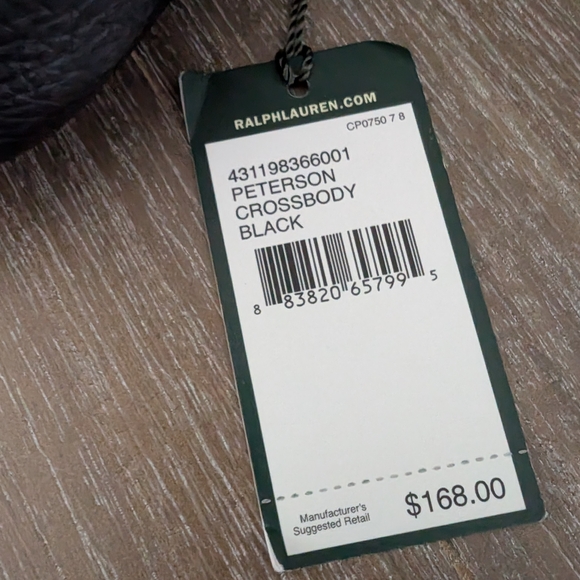 RALPHLAUREN.COM
CP0750 7 8
431198366001
PETERSON
CROSSBODY
BLACK
8 83820 65799 5
Manufacturer's
Suggested Retail
$168.00